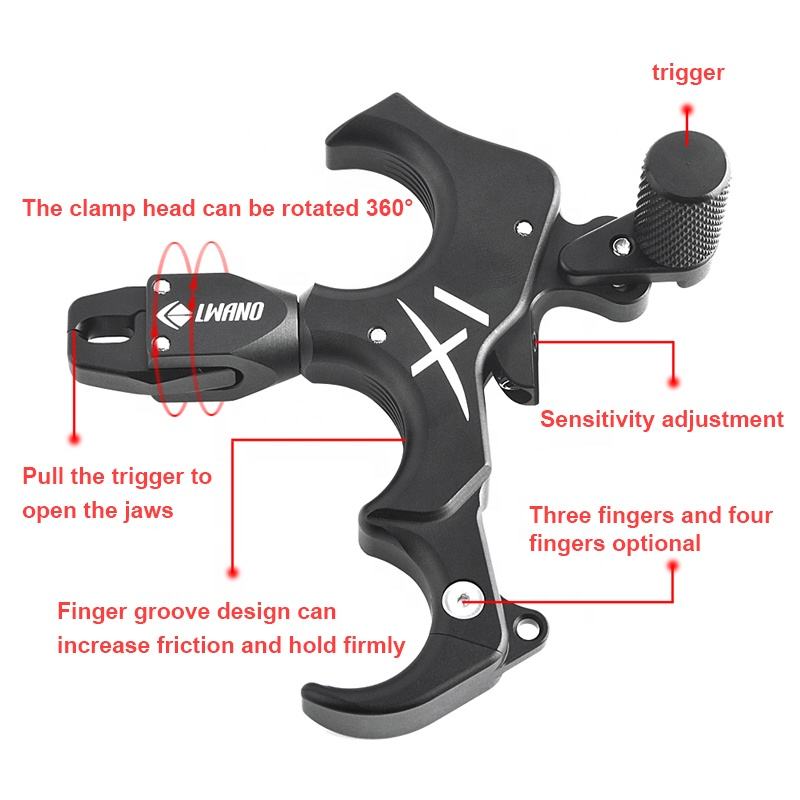 trigger
The clamp head can be rotated 360°
LWANO
XI
Sensitivity adjustment
Pull the trigger to
open the jaws
Three fingers and four
fingers optional
Finger groove design can
increase friction and hold firmly